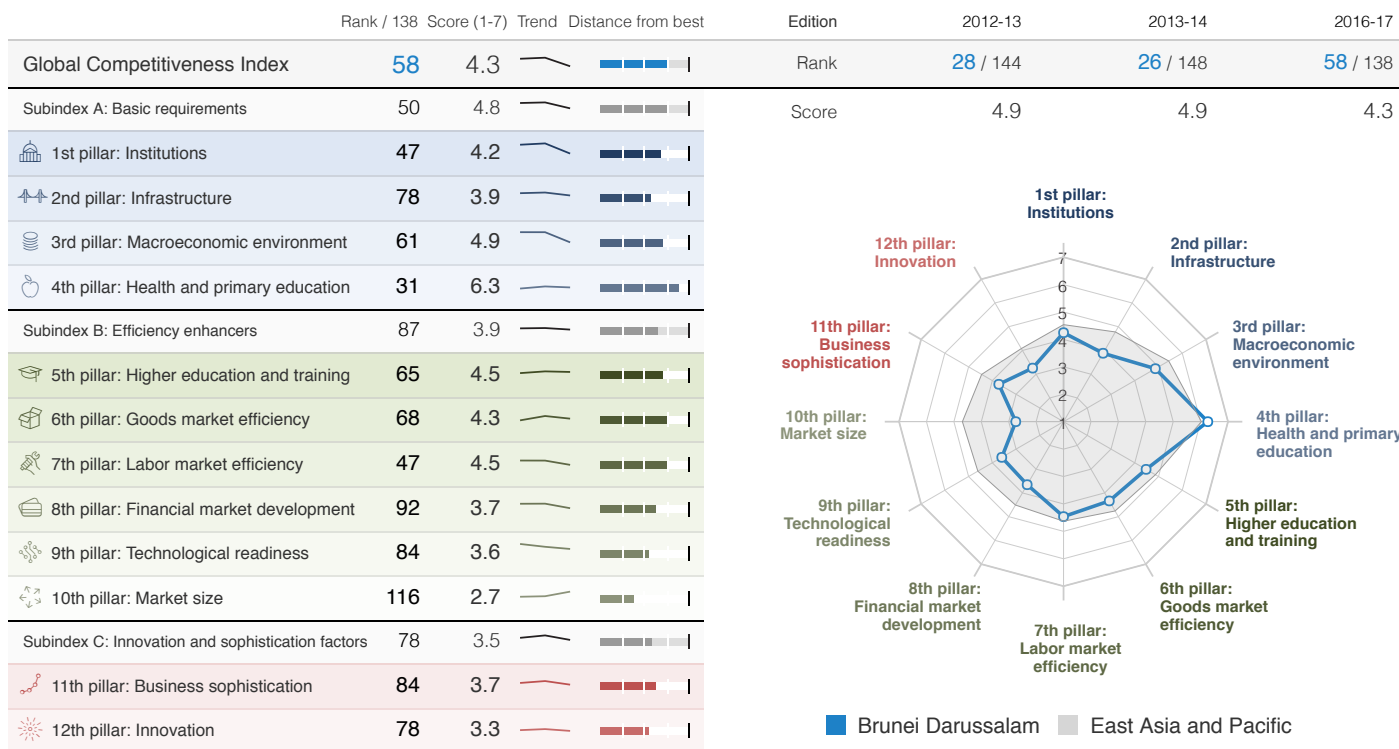 Rank / 138 Score (1-7) Trend Distance from best
Global Competitiveness Index 58 4.3
Subindex A: Basic requirements 50 4.8
1st pillar: Institutions 47 4.2
2nd pillar: Infrastructure 78 3.9
3rd pillar: Macroeconomic environment 61 4.9
4th pillar: Health and primary education 31 6.3
Subindex B: Efficiency enhancers 87 3.9
5th pillar: Higher education and training 65 4.5
6th pillar: Goods market efficiency 68 4.3
7th pillar: Labor market efficiency 47 4.5
8th pillar: Financial market development 92 3.7
9th pillar: Technological readiness 84 3.6
10th pillar: Market size 116 2.7
Subindex C: Innovation and sophistication factors 78 3.5
11th pillar: Business sophistication 84 3.7
12th pillar: Innovation 78 3.3
Edition 2012-13 2013-14 2016-17
Rank 28 / 144 26 / 148 58 / 138
Score 4.9 4.9 4.3
1st pillar:
Institutions
2nd pillar:
Infrastructure
3rd pillar:
Macroeconomic
environment
4th pillar:
Health and primary
education
5th pillar:
Higher education
and training
6th pillar:
Goods market
efficiency
7th pillar:
Labor market
efficiency
8th pillar:
Financial market
development
9th pillar:
Technological
readiness
10th pillar:
Market size
11th pillar:
Business
sophistication
12th pillar:
Innovation
7
6
5
4
3
2
1
Brunei Darussalam East Asia and Pacific